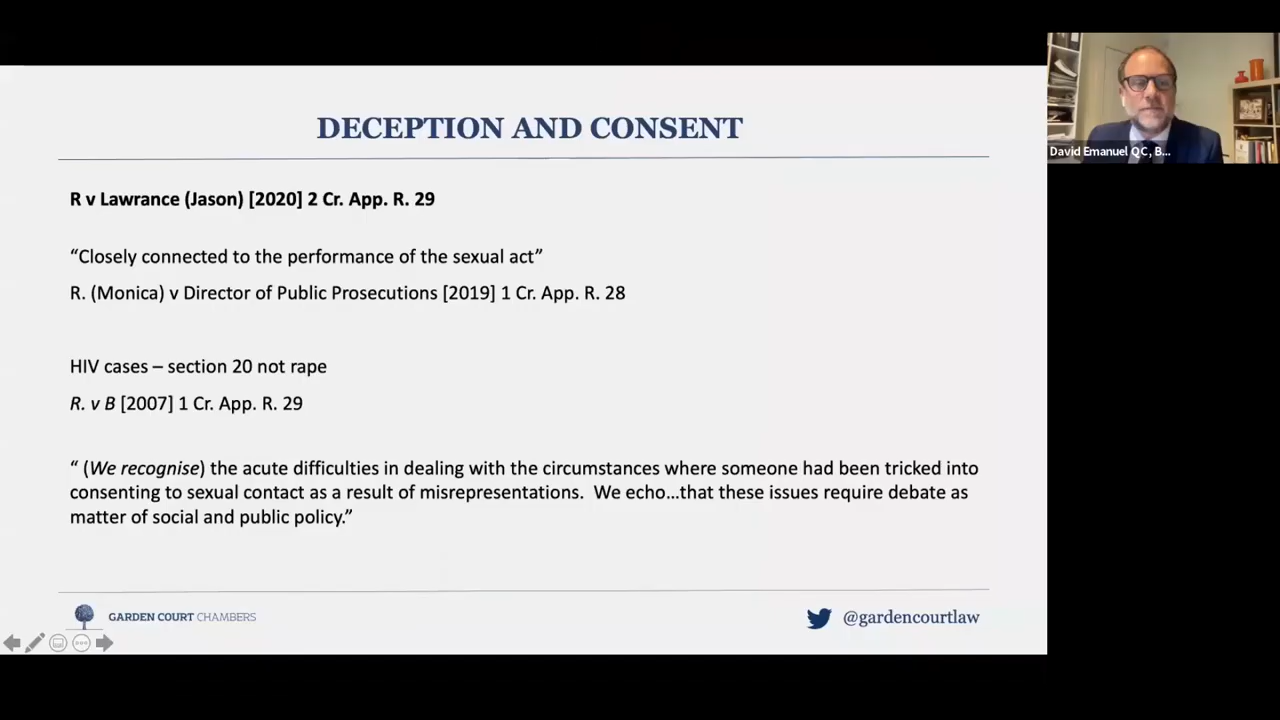 DECEPTION AND CONSENT
R v Lawrance (Jason) [2020] 2 Cr. App. R. 29
“Closely connected to the performance of the sexual act”
R. (Monica) v Director of Public Prosecutions [2019] 1 Cr. App. R. 28
HIV cases – section 20 not rape
R. v B [2007] 1 Cr. App. R. 29
“ (We recognise) the acute difficulties in dealing with the circumstances where someone had been tricked into
consenting to sexual contact as a result of misrepresentations. We echo…that these issues require debate as
matter of social and public policy.”
GARDEN COURT CHAMBERS
@gardencourtlaw
David Emanuel QC, B...